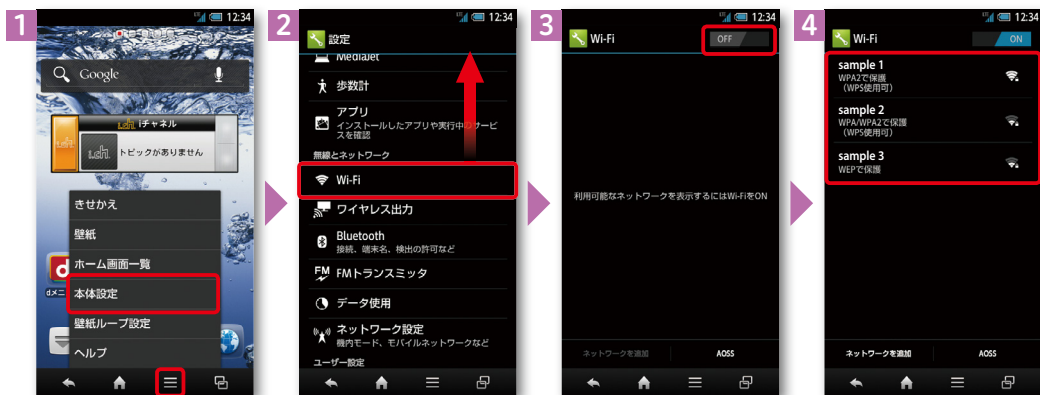 1
12:34
Google
i.ch iチャネル
i.ch トピックがありません
きせかえ
壁紙
ホーム画面一覧
本体設定
壁紙ループ設定
ヘルプ
d
dメニ
2
12:34
設定
MediaJet
歩数計
アプリ
インストールしたアプリや実行中のサービ
スを確認
無線とネットワーク
Wi-Fi
ワイヤレス出力
Bluetooth
接続、端末名、検出の許可など
FM FMトランスミッタ
データ使用
ネットワーク設定
機内モード、モバイルネットワークなど
ユーザー設定
3
12:34
Wi-Fi
OFF
利用可能なネットワークを表示するにはWi-FiをON
ネットワークを追加 AOSS
4
12:34
Wi-Fi
ON
sample 1
WPA2で保護
(WPS使用可)
sample 2
WPA/WPA2で保護
(WPS使用可)
sample 3
WEPで保護
ネットワークを追加 AOSS